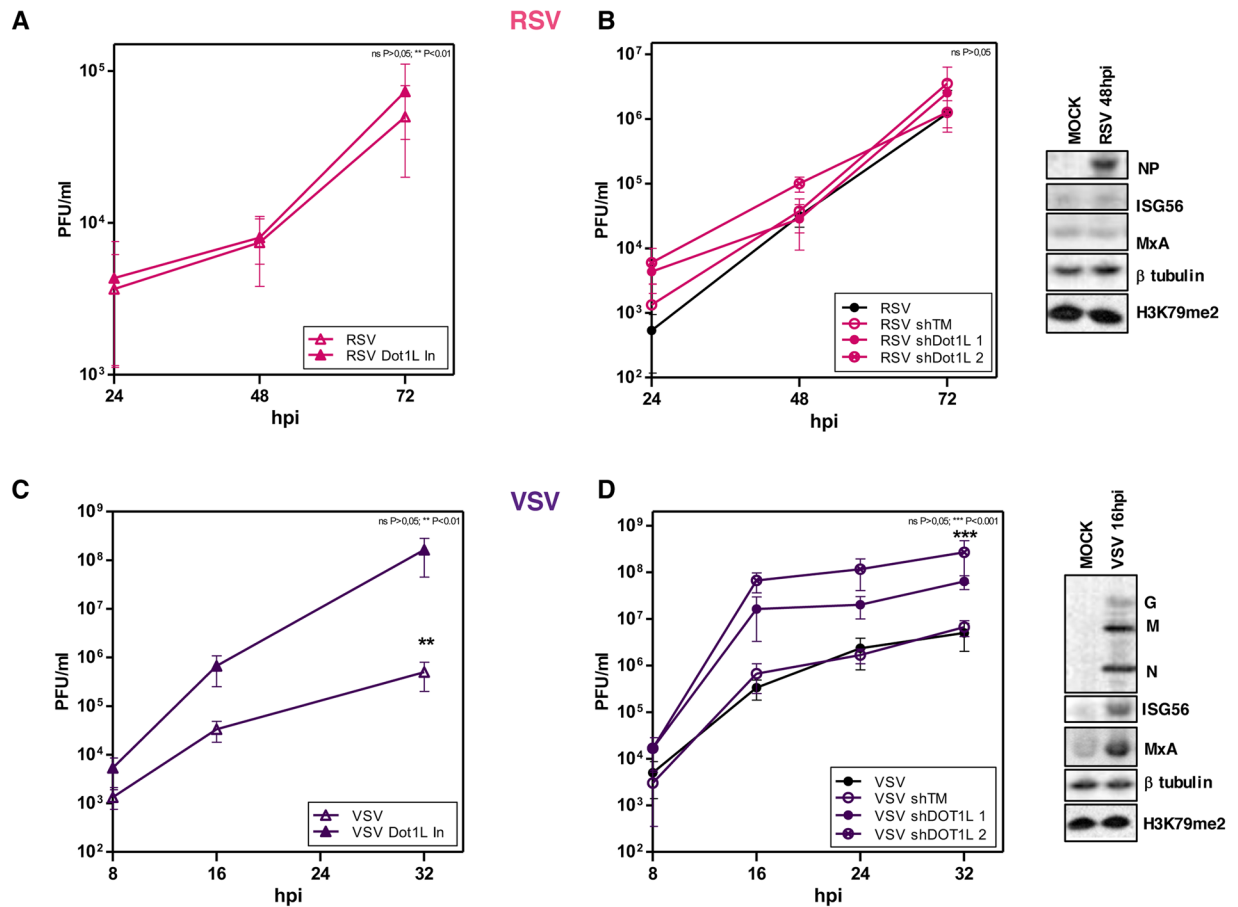 A
RSV
B
ns P>0,05; ** P<0.01
PFU/ml
10^5
10^4
10^3
24
48
72
hpi
RSV
RSV Dot1L In
ns P>0,05
PFU/ml
10^7
10^6
10^5
10^4
10^3
10^2
24
48
72
hpi
RSV
RSV shTM
RSV shDot1L 1
RSV shDot1L 2
MOCK
RSV 48hpi
NP
ISG56
MxA
β tubulin
H3K79me2
C
VSV
D
ns P>0,05; ** P<0.01
PFU/ml
10^9
10^8
10^7
10^6
10^5
10^4
10^3
10^2
**
8
16
24
32
hpi
VSV
VSV Dot1L In
ns P>0,05; *** P<0.001
***
PFU/ml
10^9
10^8
10^7
10^6
10^5
10^4
10^3
10^2
8
16
24
32
hpi
VSV
VSV shTM
VSV shDOT1L 1
VSV shDOT1L 2
MOCK
VSV 16hpi
G
M
N
ISG56
MxA
β tubulin
H3K79me2